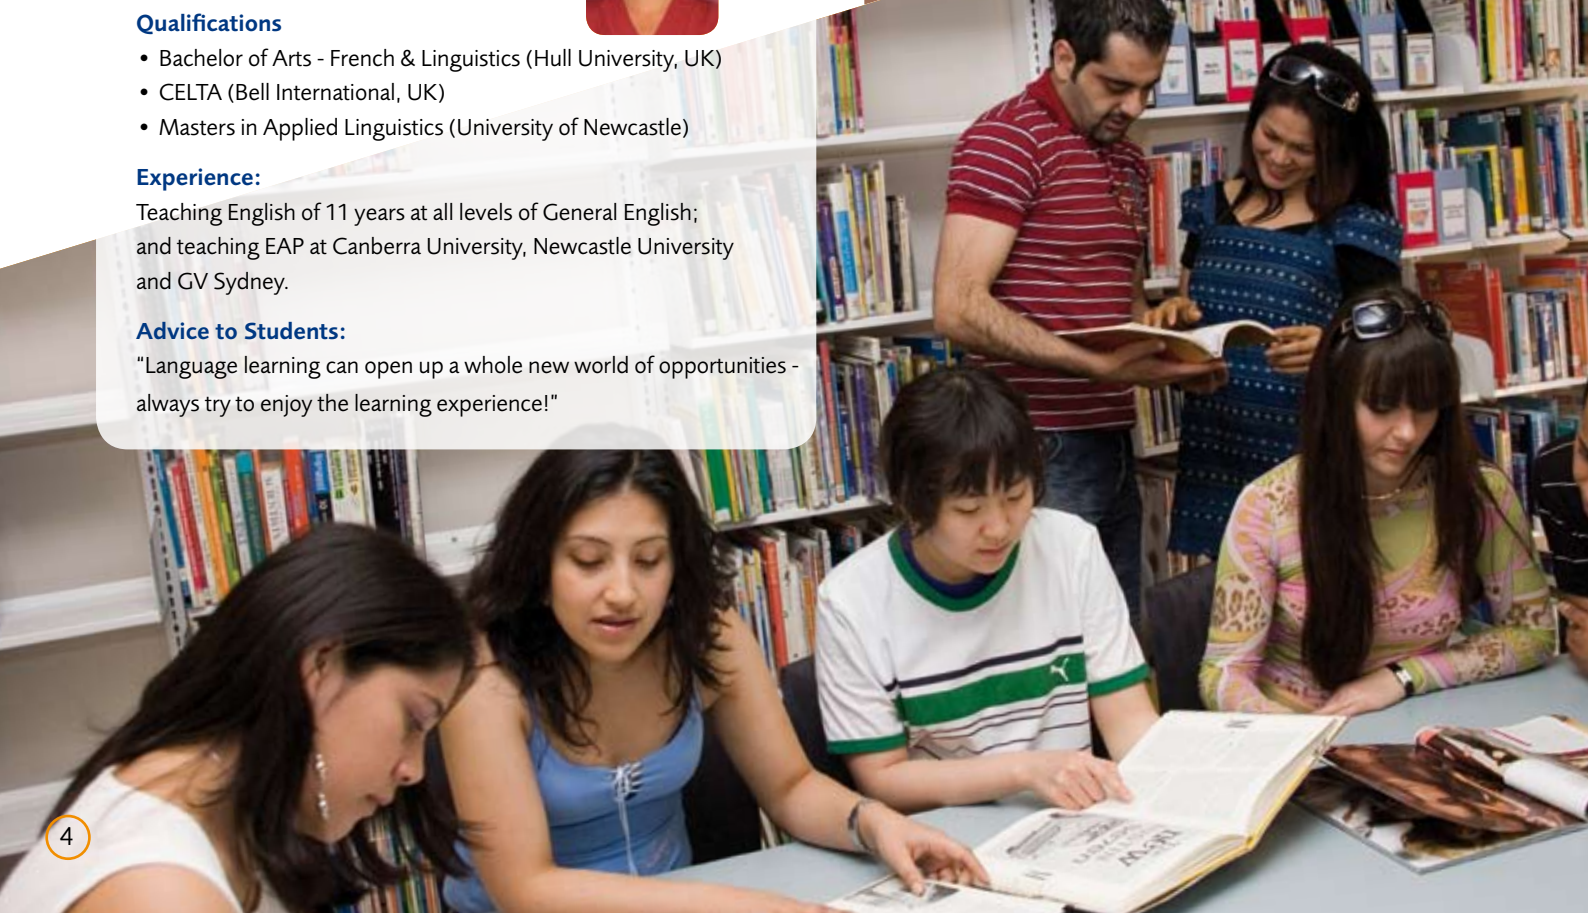 Qualifications
• Bachelor of Arts - French & Linguistics (Hull University, UK)
• CELTA (Bell International, UK)
• Masters in Applied Linguistics (University of Newcastle)
Experience:
Teaching English of 11 years at all levels of General English;
and teaching EAP at Canberra University, Newcastle University
and GV Sydney.
Advice to Students:
“Language learning can open up a whole new world of opportunities -
always try to enjoy the learning experience!”
4